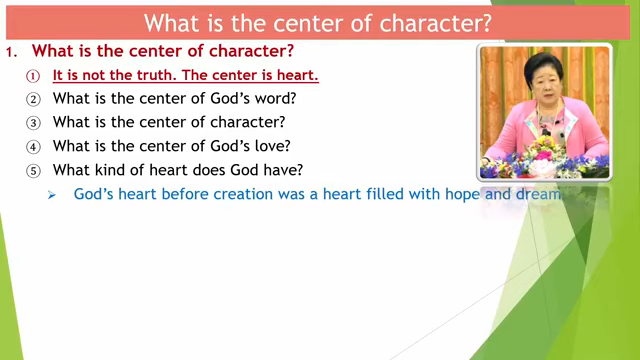 What is the center of character?
1. What is the center of character?
① It is not the truth. The center is heart.
② What is the center of God's word?
③ What is the center of character?
④ What is the center of God's love?
⑤ What kind of heart does God have?
➢ God's heart before creation was a heart filled with hope and dream